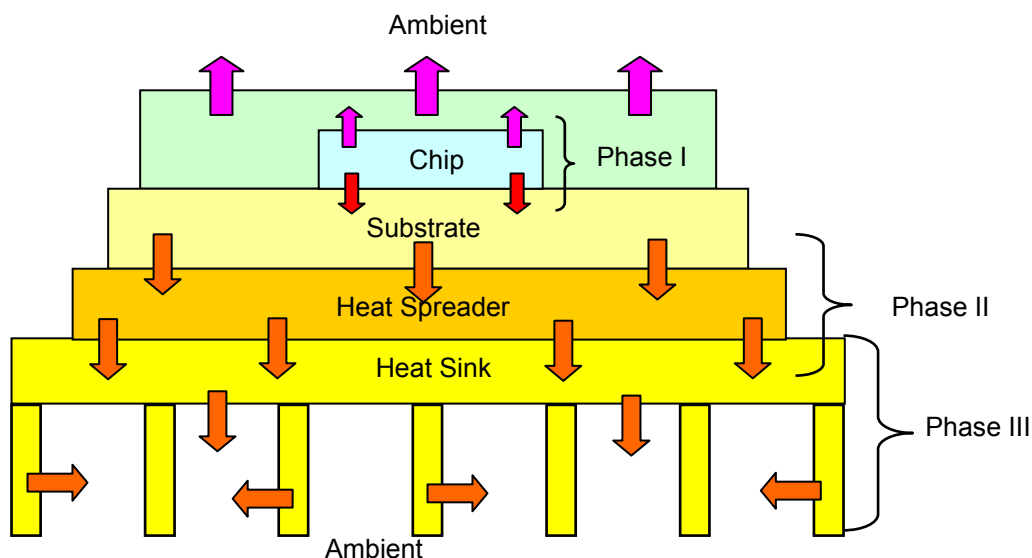 Ambient
Chip
Phase I
Substrate
Heat Spreader
Phase II
Heat Sink
Phase III
Ambient